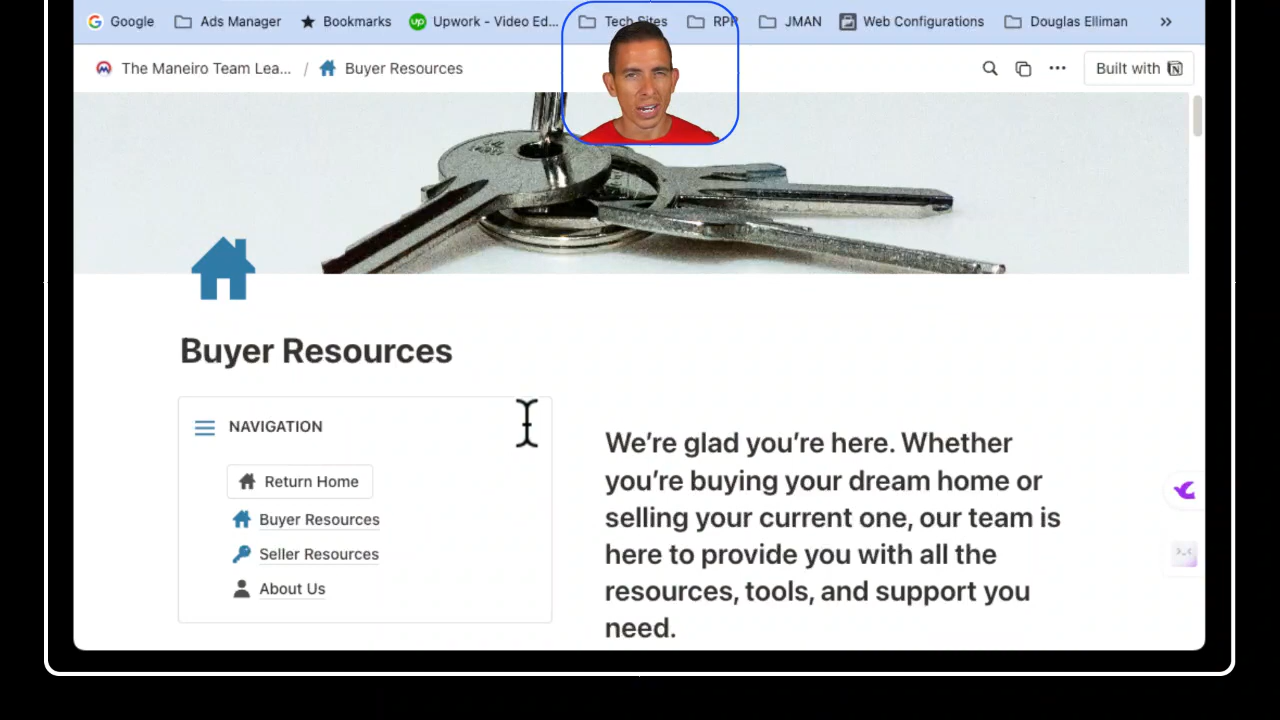 Google Ads Manager Bookmarks Upwork - Video Ed... Tech Sites RPR JMAN Web Configurations Douglas Elliman »
The Maneiro Team Lea... / Buyer Resources Built with
Buyer Resources
NAVIGATION
Return Home
Buyer Resources
Seller Resources
About Us
We’re glad you’re here. Whether
you’re buying your dream home or
selling your current one, our team is
here to provide you with all the
resources, tools, and support you
need.